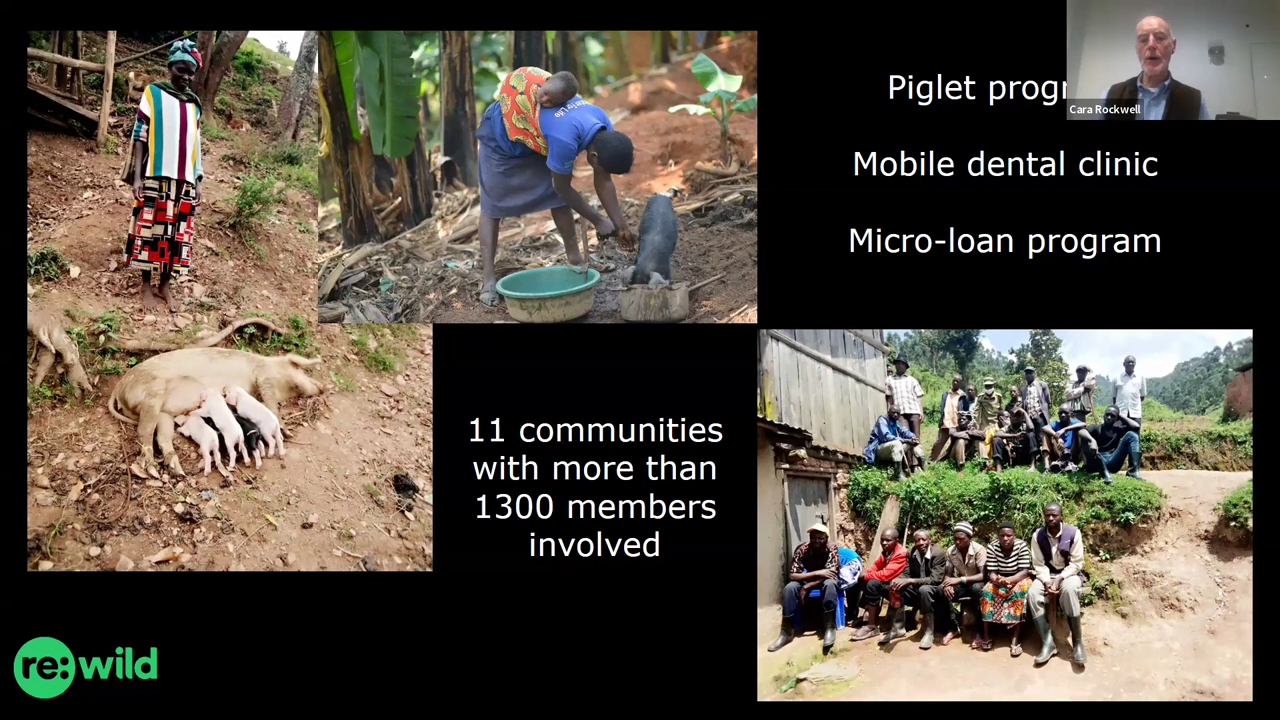 Piglet progr
Cara Rockwell
Mobile dental clinic
Micro-loan program
11 communities
with more than
1300 members
involved
re:wild